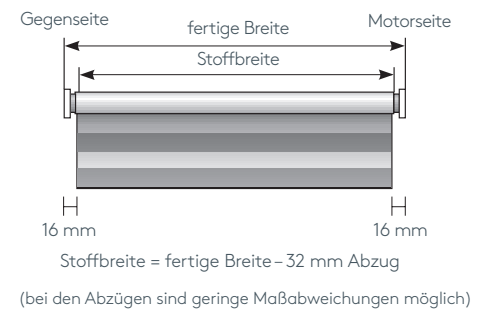 Gegenseite
Motorseite
fertige Breite
Stoffbreite
16 mm
16 mm
Stoffbreite = fertige Breite – 32 mm Abzug
(bei den Abzügen sind geringe Maßabweichungen möglich)